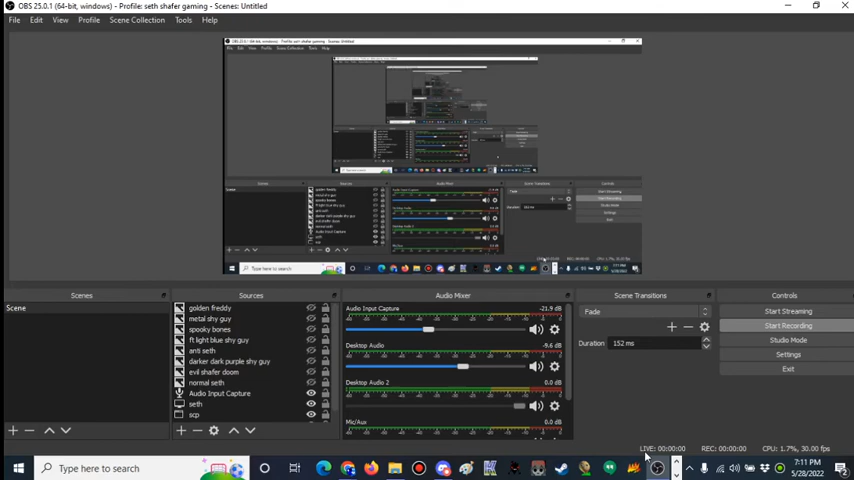 OBS 25.0.1 (64-bit, windows) - Profile: seth shafer gaming - Scenes: Untitled
File Edit View Profile Scene Collection Tools Help
Scenes
Scene
Sources
golden freddy
metal shy guy
spooky bones
ft light blue shy guy
anti seth
darker dark purple shy guy
evil shafer doom
normal seth
Audio Input Capture
seth
scp
Audio Mixer
Audio Input Capture -21.9 dB
Desktop Audio -9.6 dB
Desktop Audio 2 0.0 dB
Mic/Aux 0.0 dB
Scene Transitions
Fade
Duration 152 ms
Controls
Start Streaming
Start Recording
Studio Mode
Settings
Exit
LIVE: 00:00:00 REC: 00:00:00 CPU: 1.7%, 30.00 fps
Type here to search
7:11 PM
5/28/2022